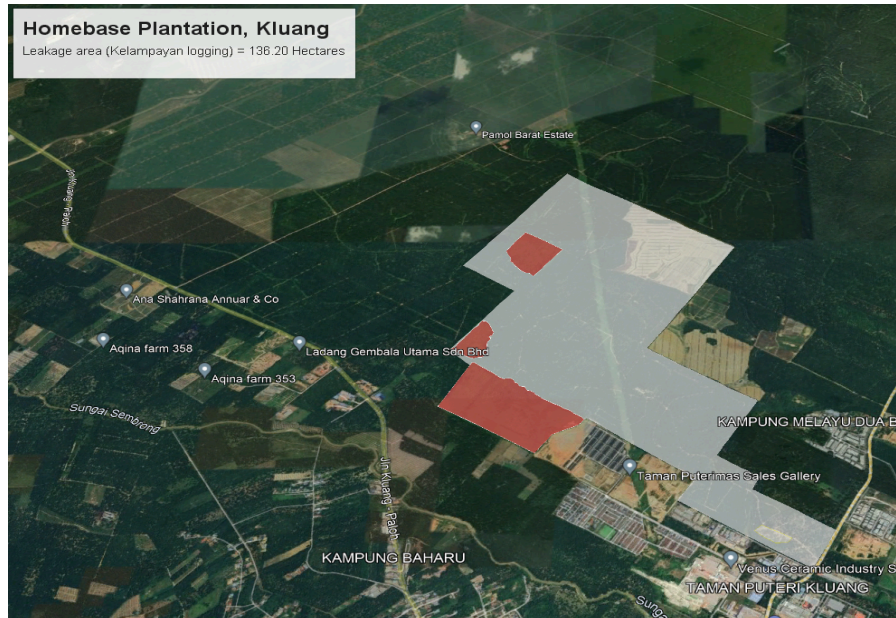 Homebase Plantation, Kluang
Leakage area (Kelampayan logging) = 136.20 Hectares
Pamol Barat Estate
Ana Shahrana Annuar & Co
Aqina farm 358
Ladang Gembala Utama Sdn Bhd
Aqina farm 353
Sungai Sembrong
KAMPUNG MELAYU DUA B
Jln Kluang - Paloh
Taman Puterimas Sales Gallery
KAMPUNG BAHARU
Venus Ceramic Industry S
TAMAN PUTERI KLUANG
Sunga